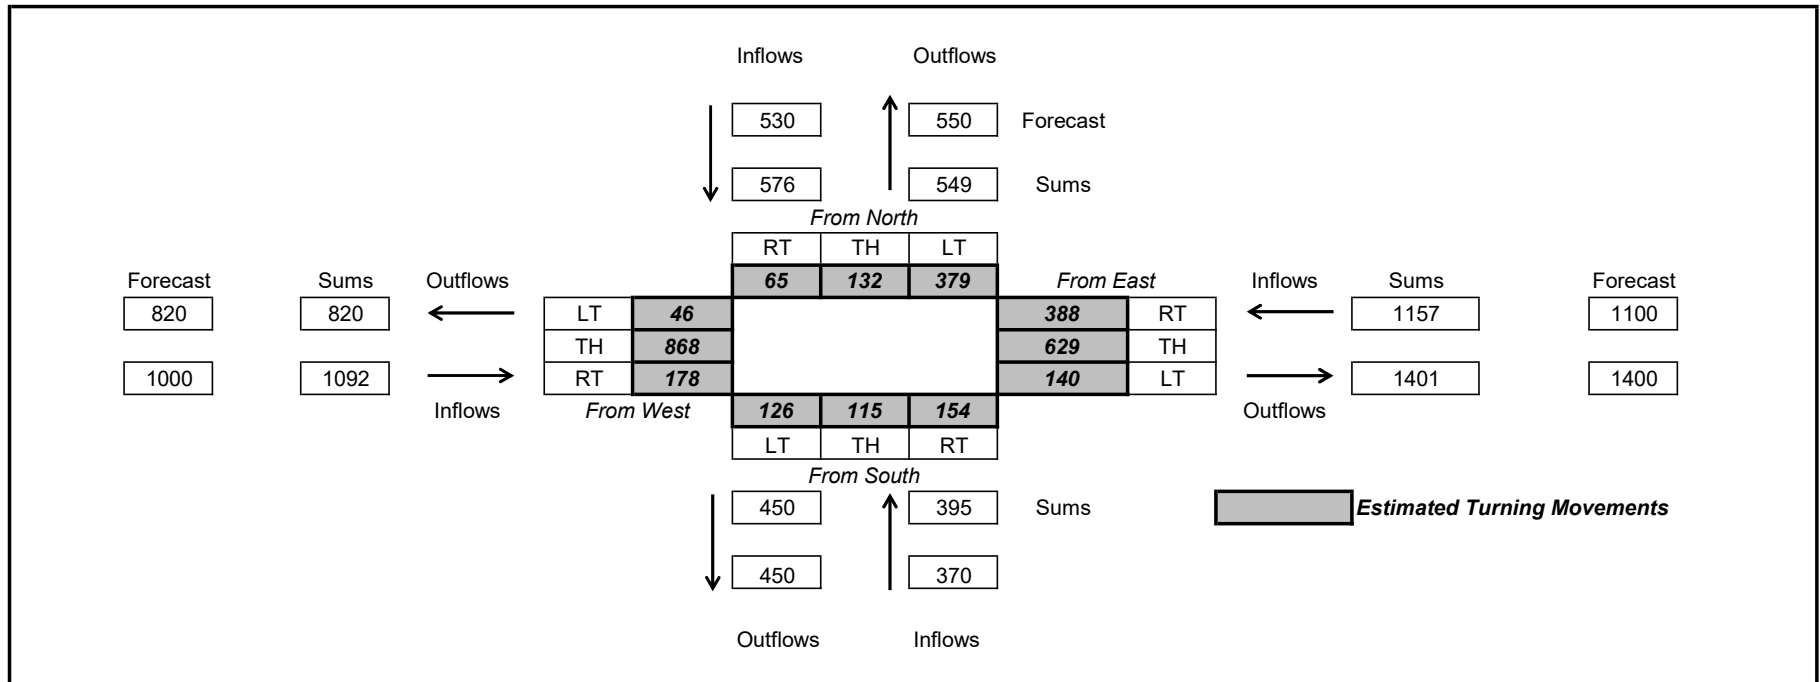 Inflows Outflows
530 550 Forecast
576 549 Sums
From North
RT TH LT
Forecast Sums Outflows 65 132 379 From East Inflows Sums Forecast
820 820 LT 46 388 RT 1157 1100
TH 868 629 TH
1000 1092 RT 178 140 LT 1401 1400
Inflows From West 126 115 154 Outflows
LT TH RT
From South
450 395 Sums Estimated Turning Movements
450 370
Outflows Inflows